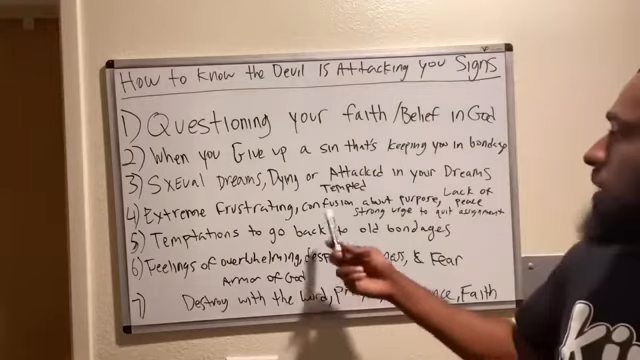 How to Know the Devil Is Attacking you Signs
1) Questioning your faith/Belief in God
2) When you Give up a sin that's keeping you in bondage
3) Sxeual Dreams, Dying or Attacked in your Dreams
Tempted
4) Extreme frustrating, confusion about purpose, Lack of peace
strong urge to quit assignment
5) Temptations to go back to old bondages
6) Feelings of overwhelming, & Fear
Armor of God
7) Destroy with the Word, Faith
ki